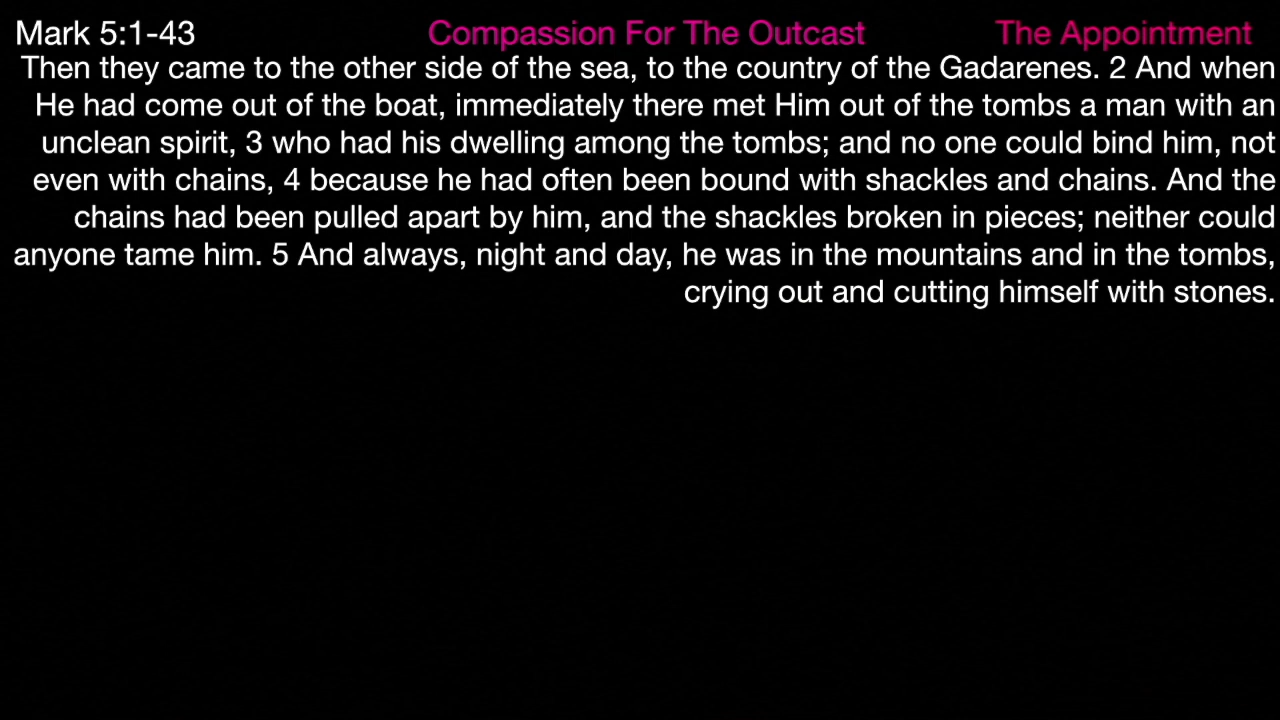 Mark 5:1-43 Compassion For The Outcast The Appointment
Then they came to the other side of the sea, to the country of the Gadarenes. 2 And when
He had come out of the boat, immediately there met Him out of the tombs a man with an
unclean spirit, 3 who had his dwelling among the tombs; and no one could bind him, not
even with chains, 4 because he had often been bound with shackles and chains. And the
chains had been pulled apart by him, and the shackles broken in pieces; neither could
anyone tame him. 5 And always, night and day, he was in the mountains and in the tombs,
crying out and cutting himself with stones.